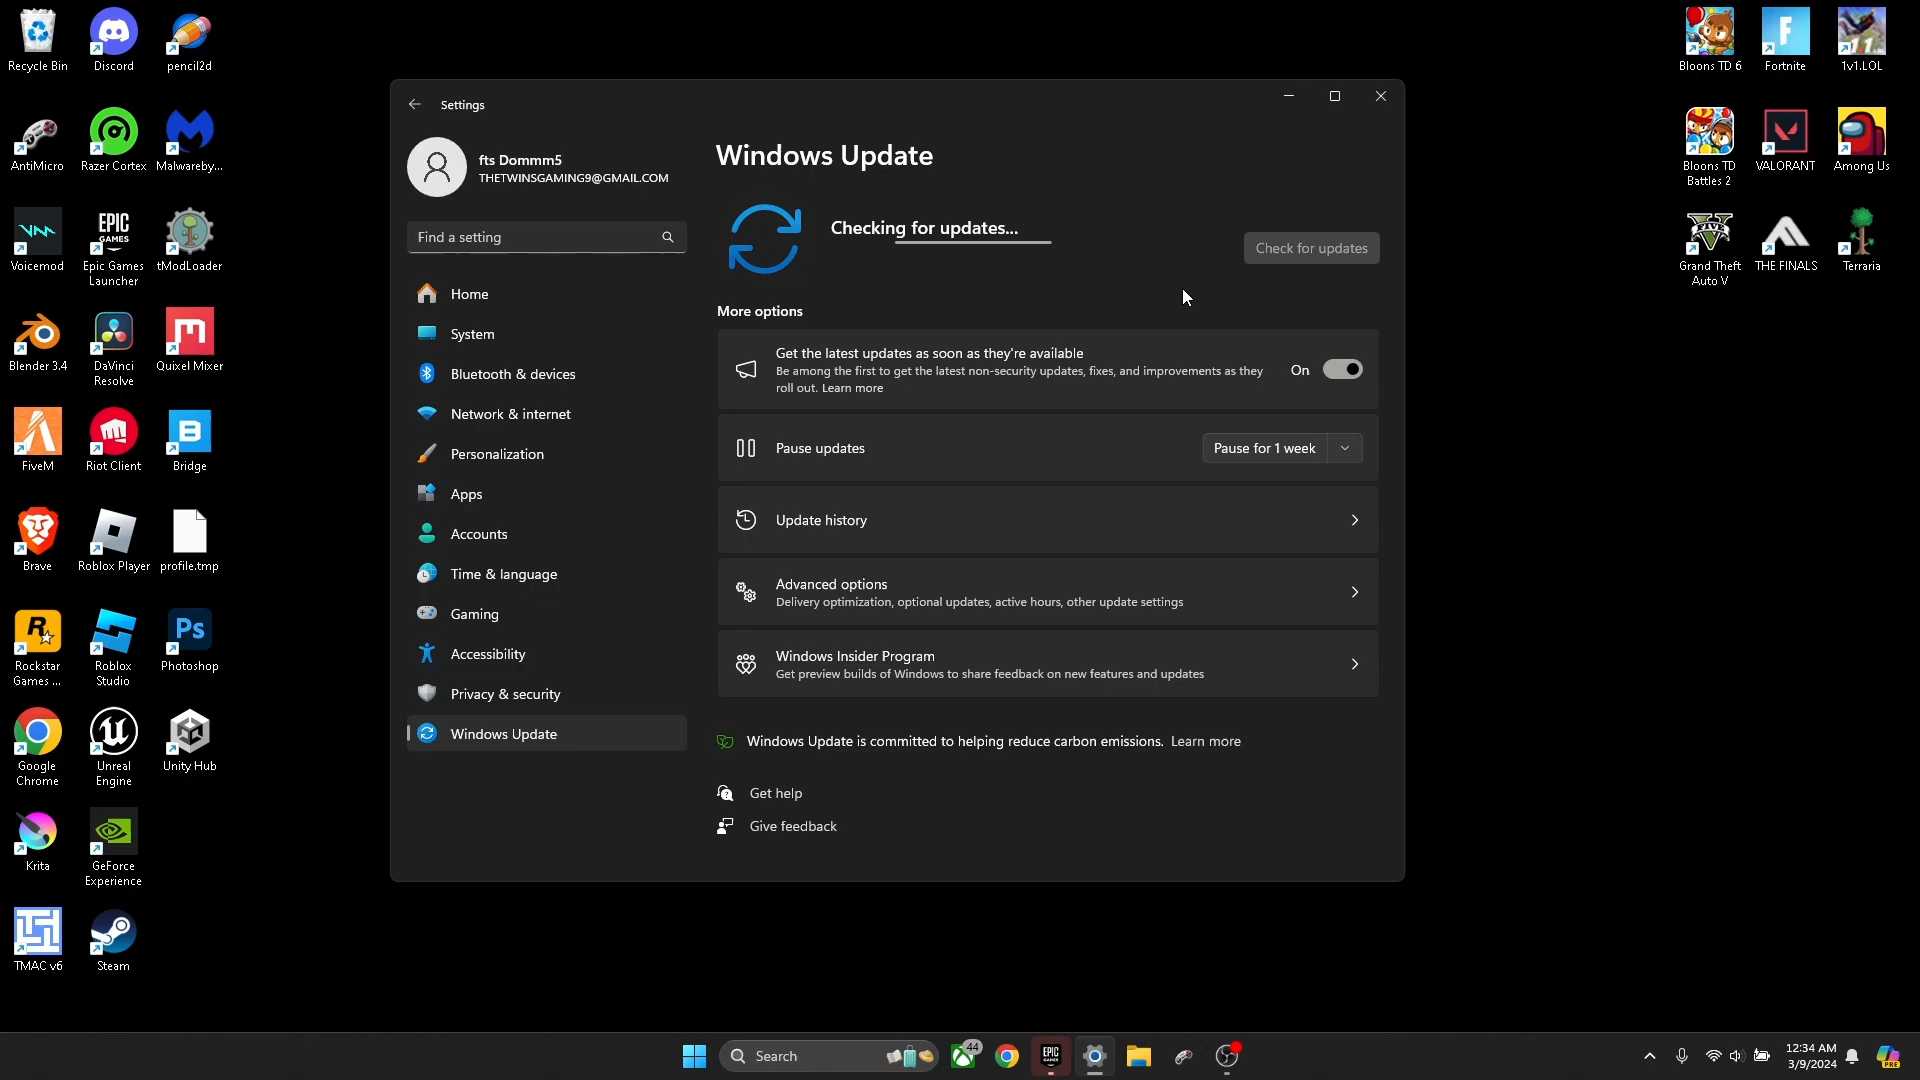 Recycle Bin
Discord
pencil2d
AntiMicro
Razer Cortex
Malwareby...
Voicemod
EPIC
GAMES
Epic Games
Launcher
tModLoader
Blender 3.4
DaVinci
Resolve
Quixel Mixer
FiveM
Riot Client
Bridge
Brave
Roblox Player
profile.tmp
Rockstar
Games ...
Roblox
Studio
Ps
Photoshop
Google
Chrome
Unreal
Engine
Unity Hub
Krita
GeForce
Experience
TMAC v6
Steam
Settings
fts Dommm5
THETWINSGAMING9@GMAIL.COM
Find a setting
Home
System
Bluetooth & devices
Network & internet
Personalization
Apps
Accounts
Time & language
Gaming
Accessibility
Privacy & security
Windows Update
Windows Update
Checking for updates...
Check for updates
More options
Get the latest updates as soon as they're available
Be among the first to get the latest non-security updates, fixes, and improvements as they
roll out. Learn more
On
Pause updates
Pause for 1 week
Update history
Advanced options
Delivery optimization, optional updates, active hours, other update settings
Windows Insider Program
Get preview builds of Windows to share feedback on new features and updates
Windows Update is committed to helping reduce carbon emissions. Learn more
Get help
Give feedback
Bloons TD 6
F
Fortnite
1v1.LOL
Bloons TD
Battles 2
VALORANT
Among Us
Grand Theft
Auto V
THE FINALS
Terraria
Search
44
EPIC
GAMES
12:34 AM
3/9/2024
PRE